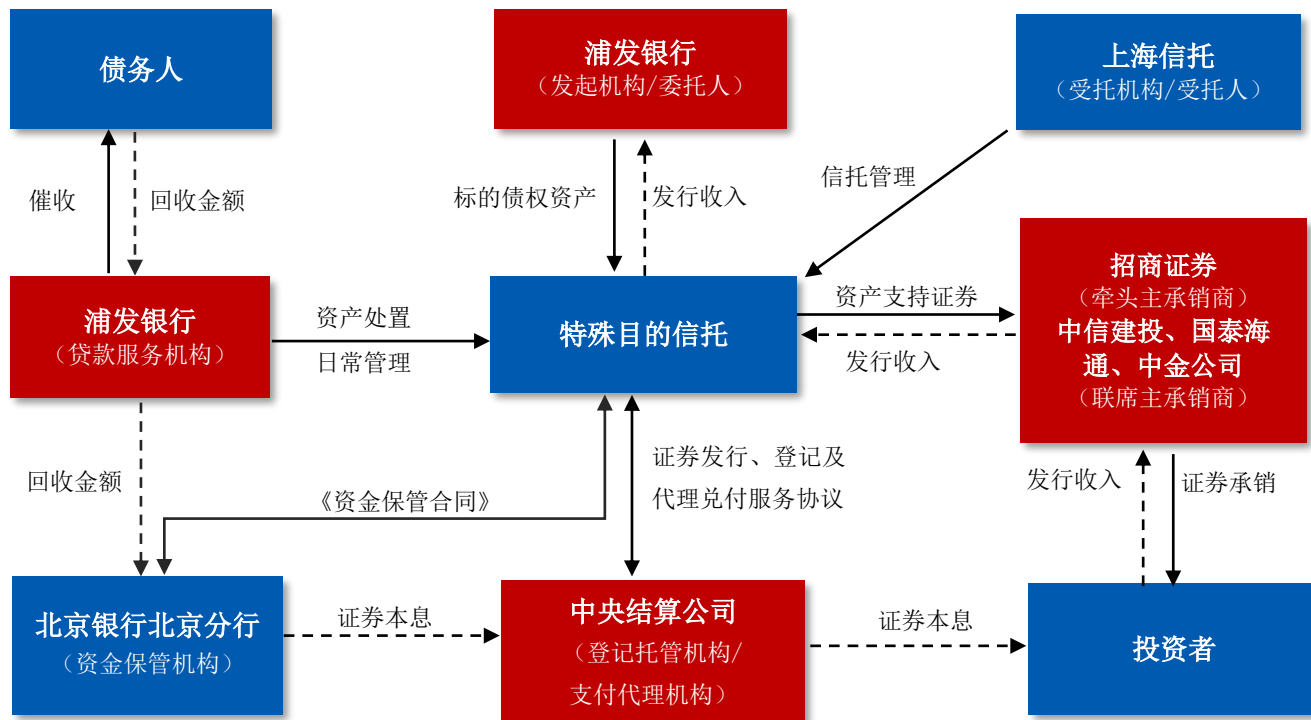 债务人
浦发银行
（发起机构/委托人）
上海信托
（受托机构/受托人）
催收
回收金额
标的债权资产
发行收入
信托管理
浦发银行
（贷款服务机构）
资产处置
日常管理
特殊目的信托
资产支持证券
发行收入
招商证券
（牵头主承销商）
中信建投、国泰海
通、中金公司
（联席主承销商）
回收金额
《资金保管合同》
证券发行、登记及
代理兑付服务协议
发行收入
证券承销
北京银行北京分行
（资金保管机构）
证券本息
中央结算公司
（登记托管机构/
支付代理机构）
证券本息
投资者